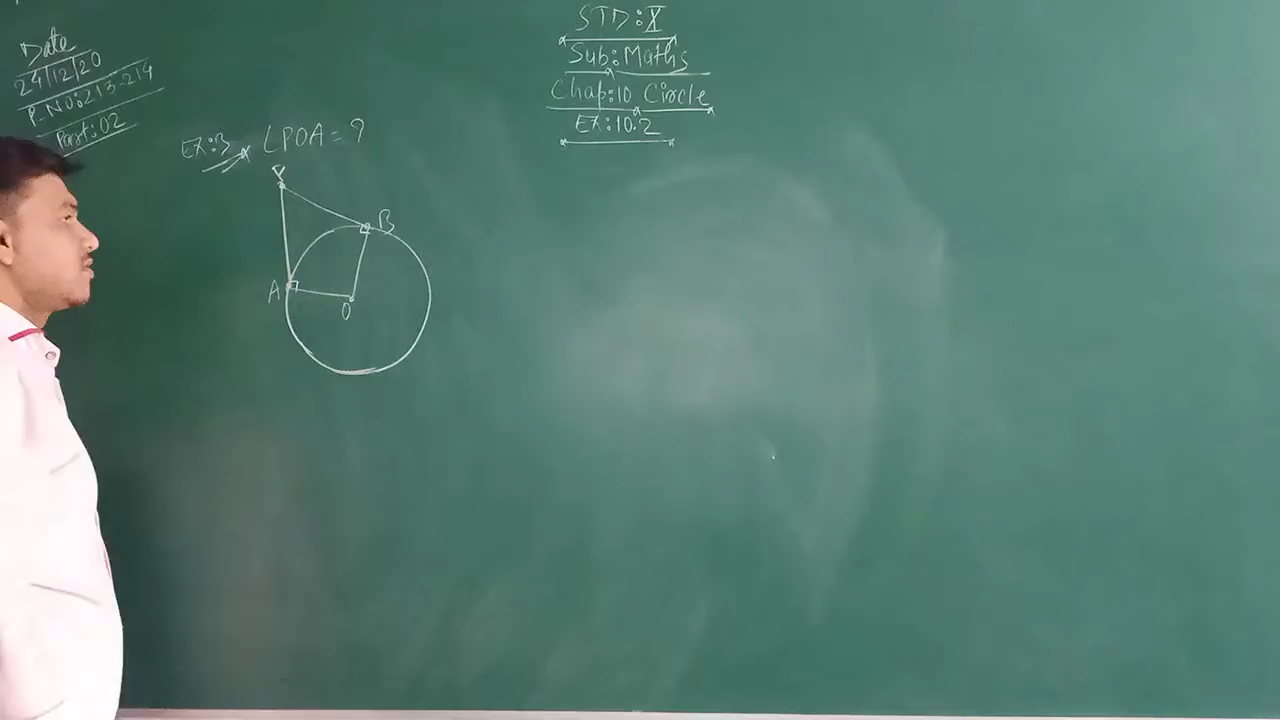 STD:X
Sub:Maths
Chap:10 Circle
Ex:10.2
Date
24/12/20
P.NO:213-214
Part:02
Ex:3 ∠POA = ?
P
B
A
O